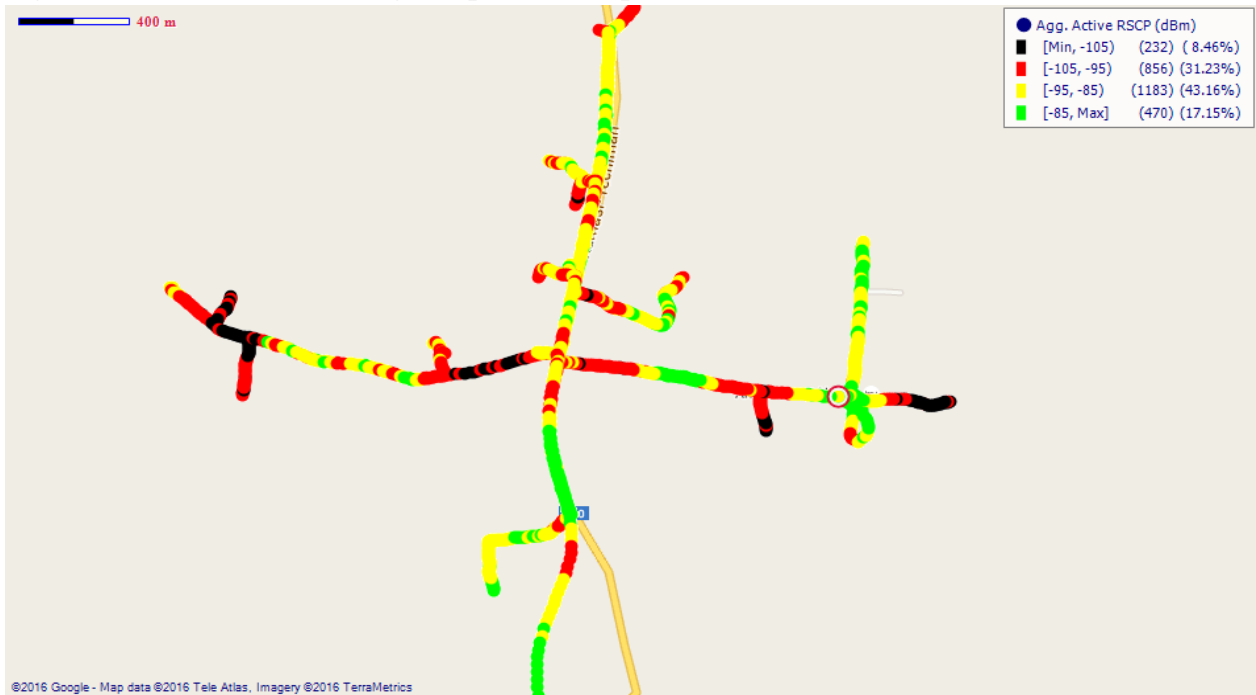 400 m
Agg. Active RSCP (dBm)
[Min, -105) (232) ( 8.46%)
[-105, -95) (856) (31.23%)
[-95, -85) (1183) (43.16%)
[-85, Max] (470) (17.15%)
©2016 Google - Map data ©2016 Tele Atlas, Imagery ©2016 TerraMetrics